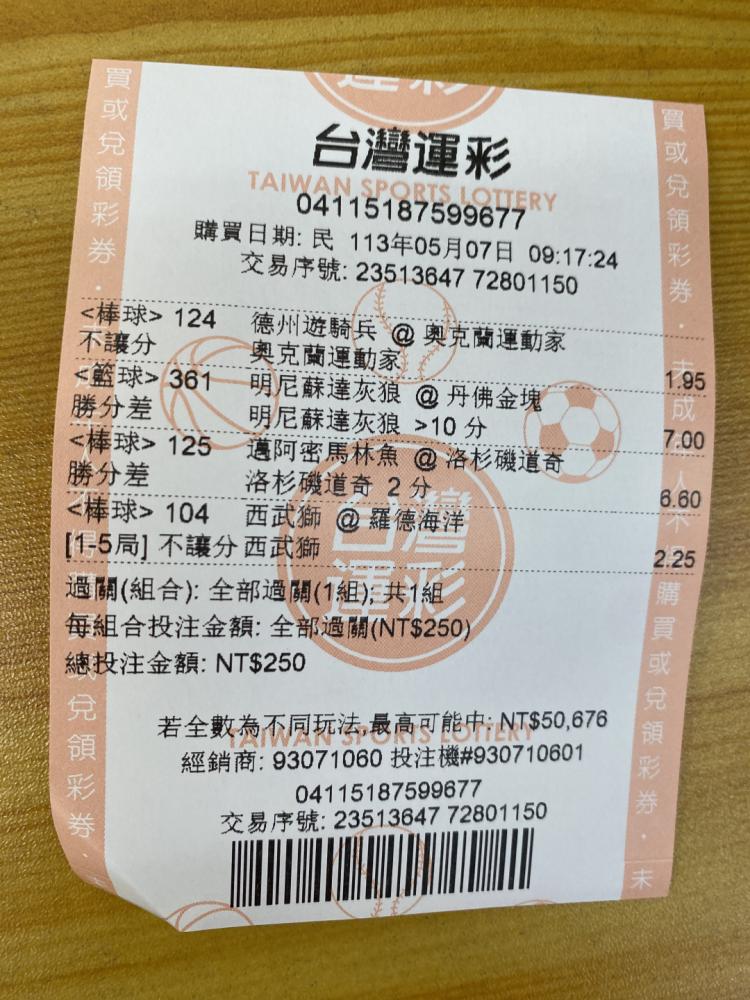 運彩
台灣運彩
TAIWAN SPORTS LOTTERY
04115187599677
購買日期: 民 113年05月07日 09:17:24
交易序號: 23513647 72801150
<棒球> 124 德州遊騎兵 @ 奧克蘭運動家
不讓分 奧克蘭運動家 1.95
<籃球> 361 明尼蘇達灰狼 @ 丹佛金塊
勝分差 明尼蘇達灰狼 >10 分 7.00
<棒球> 125 邁阿密馬林魚 @ 洛杉磯道奇
勝分差 洛杉磯道奇 2 分 6.60
<棒球> 104 西武獅 @ 羅德海洋
[1-5局] 不讓分 西武獅 2.25
台灣
運彩
過關(組合): 全部過關(1組); 共1組
每組合投注金額: 全部過關(NT$250)
總投注金額: NT$250
若全數為不同玩法,最高可能中: NT$50,676
TAIWAN SPORTS LOTTERY
經銷商: 93071060 投注機#930710601
04115187599677
交易序號: 23513647 72801150
買或兌領彩券・
兌領彩券・
買或兌領彩券・未成
人
購買或兌領彩券・
未